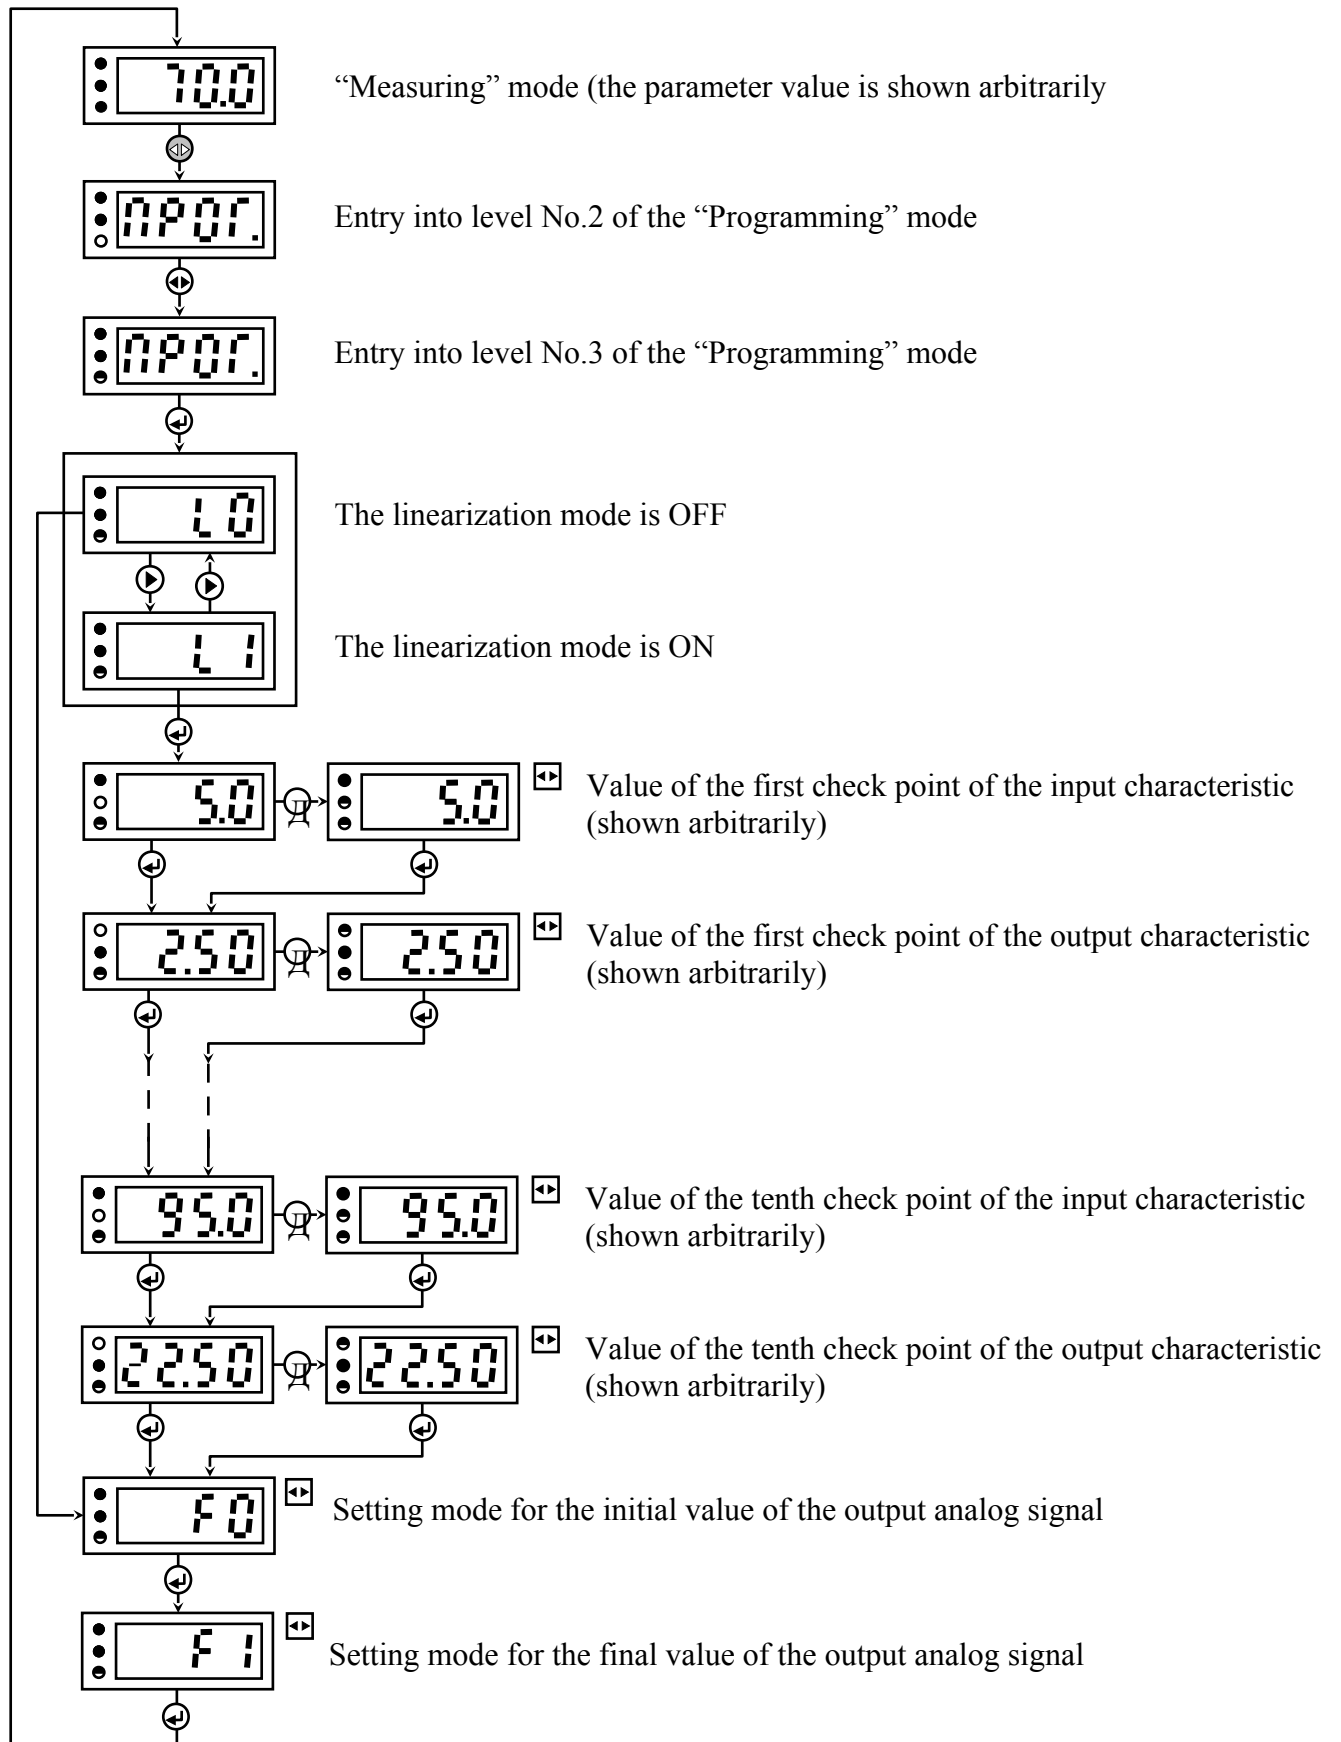 70.0
“Measuring” mode (the parameter value is shown arbitrarily
ПРОГ.
Entry into level No.2 of the “Programming” mode
ПРОГ.
Entry into level No.3 of the “Programming” mode
L0
The linearization mode is OFF
L1
The linearization mode is ON
5.0
Д
5.0
Value of the first check point of the input characteristic
(shown arbitrarily)
2.50
Д
2.50
Value of the first check point of the output characteristic
(shown arbitrarily)
95.0
Д
95.0
Value of the tenth check point of the input characteristic
(shown arbitrarily)
22.50
Д
22.50
Value of the tenth check point of the output characteristic
(shown arbitrarily)
F0
Setting mode for the initial value of the output analog signal
F1
Setting mode for the final value of the output analog signal